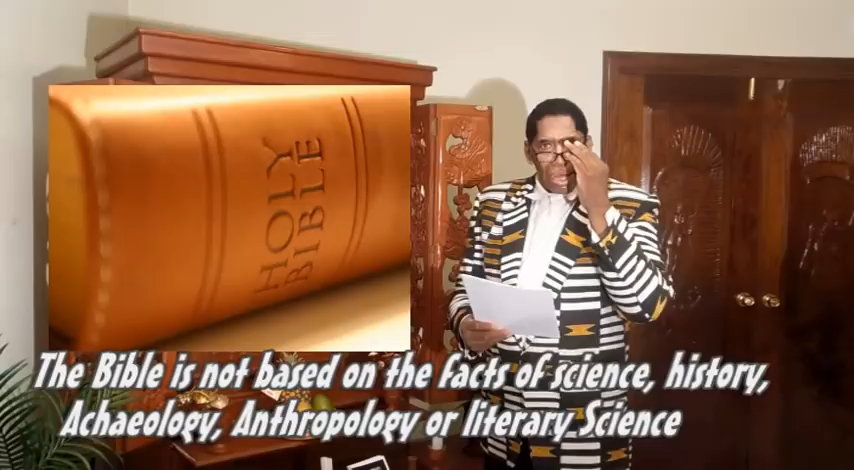 HOLY
BIBLE
The Bible is not based on the facts of science, history,
Achaeology, Anthropology or literary Science